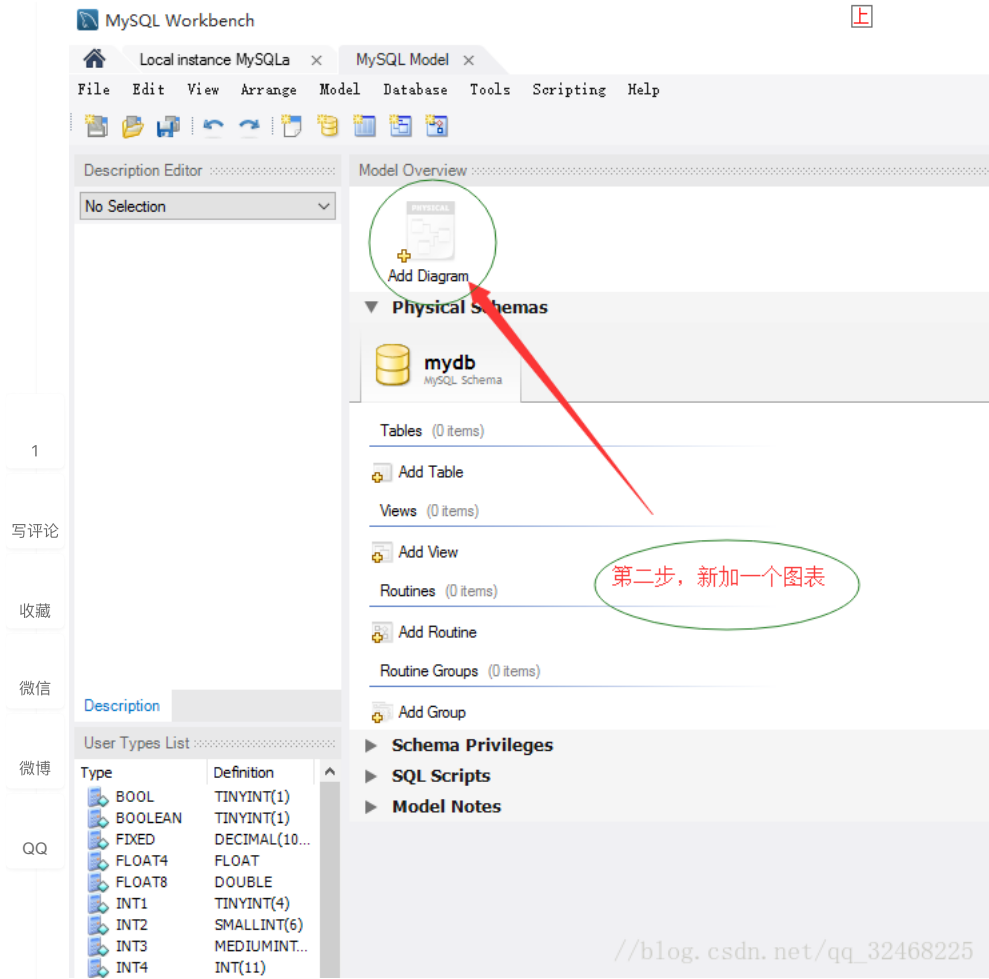 MySQL Workbench
上
Local instance MySQLa
MySQL Model
File Edit View Arrange Model Database Tools Scripting Help
Description Editor
Model Overview
No Selection
PHYSICAL
Add Diagram
Physical Schemas
mydb
MySQL Schema
Tables (0 items)
Add Table
Views (0 items)
Add View
Routines (0 items)
Add Routine
Routine Groups (0 items)
Add Group
Schema Privileges
SQL Scripts
Model Notes
第二步，新加一个图表
1
写评论
收藏
微信
微博
QQ
Description
User Types List
Type Definition
BOOL TINYINT(1)
BOOLEAN TINYINT(1)
FIXED DECIMAL(10...
FLOAT4 FLOAT
FLOAT8 DOUBLE
INT1 TINYINT(4)
INT2 SMALLINT(6)
INT3 MEDIUMINT...
INT4 INT(11)
//blog.csdn.net/qq_32468225